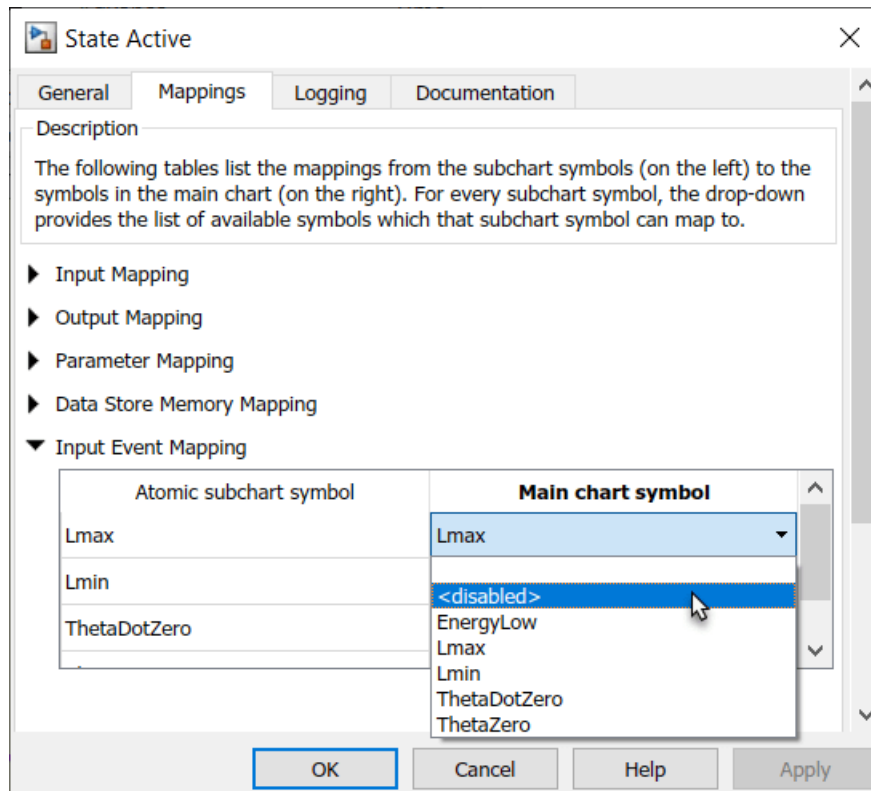 State Active
General Mappings Logging Documentation
Description
The following tables list the mappings from the subchart symbols (on the left) to the
symbols in the main chart (on the right). For every subchart symbol, the drop-down
provides the list of available symbols which that subchart symbol can map to.
Input Mapping
Output Mapping
Parameter Mapping
Data Store Memory Mapping
Input Event Mapping
Atomic subchart symbol Main chart symbol
Lmax Lmax
Lmin
<disabled>
ThetaDotZero
EnergyLow
Lmax
Lmin
ThetaDotZero
ThetaZero
OK Cancel Help Apply